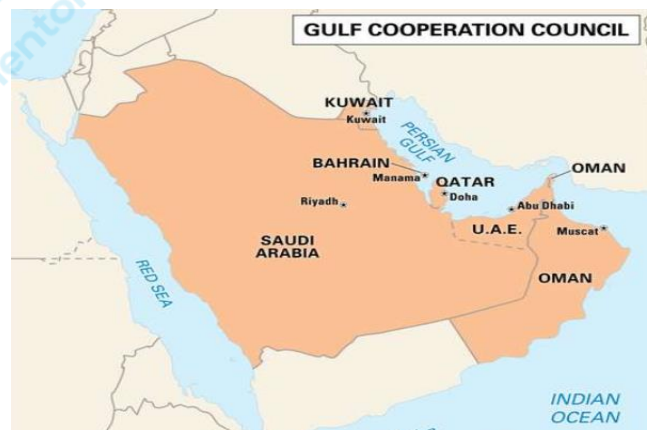 GULF COOPERATION COUNCIL
KUWAIT
Kuwait
PERSIAN
GULF
BAHRAIN
Manama
QATAR
Doha
OMAN
Abu Dhabi
Riyadh
U.A.E.
Muscat
SAUDI
ARABIA
OMAN
RED SEA
INDIAN
OCEAN